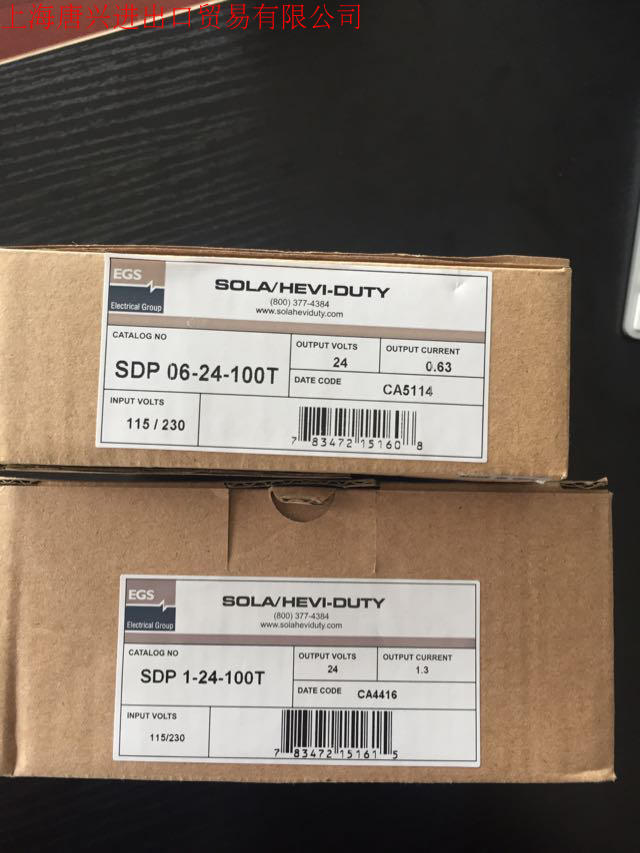 上海唐兴进出口贸易有限公司
EGS
Electrical Group
SOLA/HEVI-DUTY
(800) 377-4384
www.solaheviduty.com
CATALOG NO
SDP 06-24-100T
OUTPUT VOLTS
24
OUTPUT CURRENT
0.63
DATE CODE
CA5114
INPUT VOLTS
115 / 230
7 83472 15160 8
EGS
Electrical Group
SOLA/HEVI-DUTY
(800) 377-4384
www.solaheviduty.com
CATALOG NO
SDP 1-24-100T
OUTPUT VOLTS
24
OUTPUT CURRENT
1.3
DATE CODE
CA4416
INPUT VOLTS
115/230
7 83472 15161 5